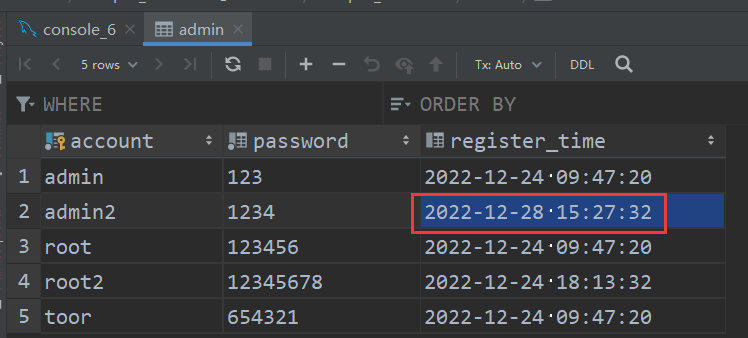 console_6 admin
5 rows Tx: Auto DDL
WHERE ORDER BY
account password register_time
1 admin 123 2022-12-24 09:47:20
2 admin2 1234 2022-12-28 15:27:32
3 root 123456 2022-12-24 09:47:20
4 root2 12345678 2022-12-24 18:13:32
5 toor 654321 2022-12-24 09:47:20